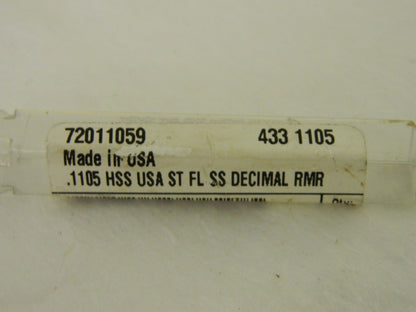 72011059 433 1105
Made in USA
.1105 HSS USA ST FL SS DECIMAL RMR